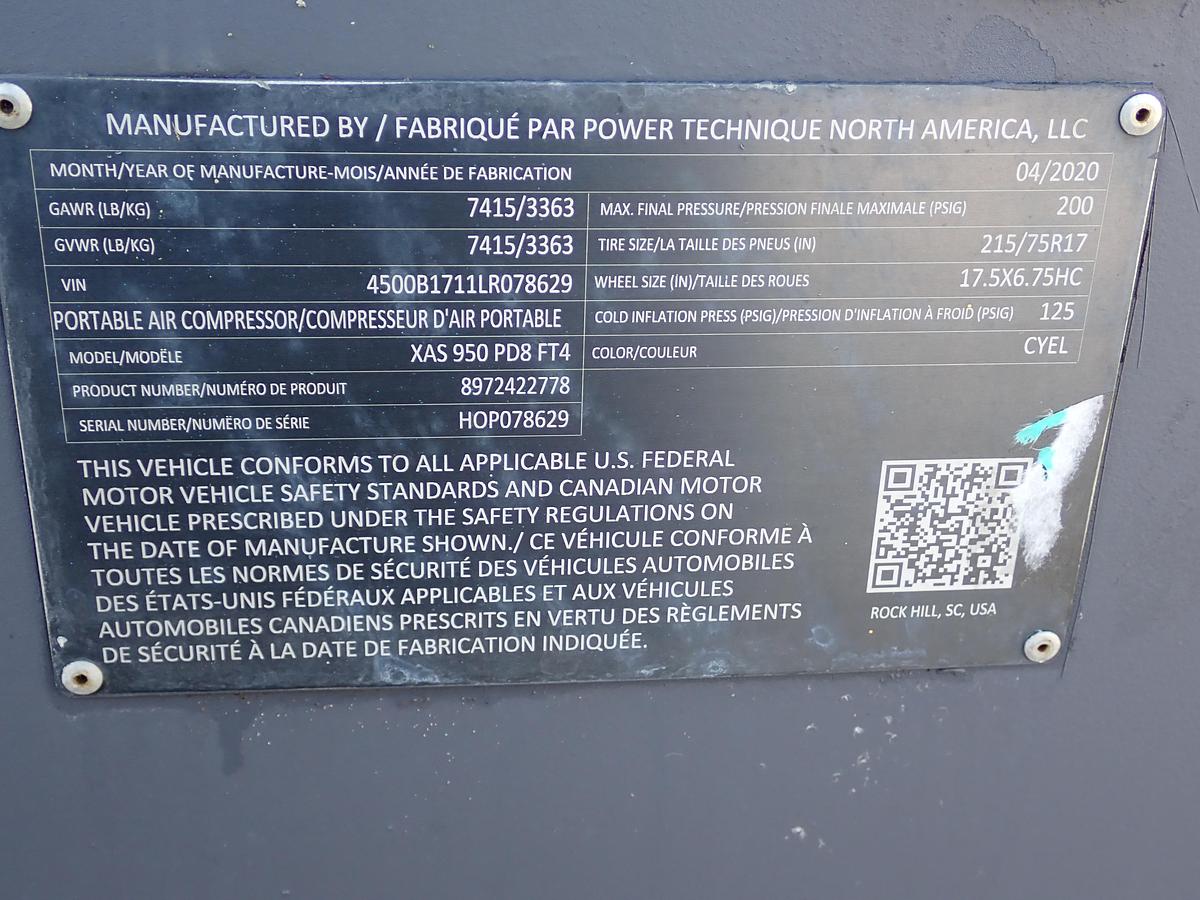 MANUFACTURED BY / FABRIQUÉ PAR POWER TECHNIQUE NORTH AMERICA, LLC
MONTH/YEAR OF MANUFACTURE-MOIS/ANNÉE DE FABRICATION 04/2020
GAWR (LB/KG) 7415/3363 MAX. FINAL PRESSURE/PRESSION FINALE MAXIMALE (PSIG) 200
GVWR (LB/KG) 7415/3363 TIRE SIZE/LA TAILLE DES PNEUS (IN) 215/75R17
VIN 4500B1711LR078629 WHEEL SIZE (IN)/TAILLE DES ROUES 17.5X6.75HC
PORTABLE AIR COMPRESSOR/COMPRESSEUR D'AIR PORTABLE COLD INFLATION PRESS (PSIG)/PRESSION D'INFLATION À FROID (PSIG) 125
MODEL/MODËLE XAS 950 PD8 FT4 COLOR/COULEUR CYEL
PRODUCT NUMBER/NUMÉRO DE PRODUIT 8972422778
SERIAL NUMBER/NUMËRO DE SÉRIE HOP078629
THIS VEHICLE CONFORMS TO ALL APPLICABLE U.S. FEDERAL
MOTOR VEHICLE SAFETY STANDARDS AND CANADIAN MOTOR
VEHICLE PRESCRIBED UNDER THE SAFETY REGULATIONS ON
THE DATE OF MANUFACTURE SHOWN./ CE VÉHICULE CONFORME À
TOUTES LES NORMES DE SÉCURITÉ DES VÉHICULES AUTOMOBILES
DES ÉTATS-UNIS FÉDÉRAUX APPLICABLES ET AUX VÉHICULES
AUTOMOBILES CANADIENS PRESCRITS EN VERTU DES RÈGLEMENTS
DE SÉCURITÉ À LA DATE DE FABRICATION INDIQUÉE.
ROCK HILL, SC, USA